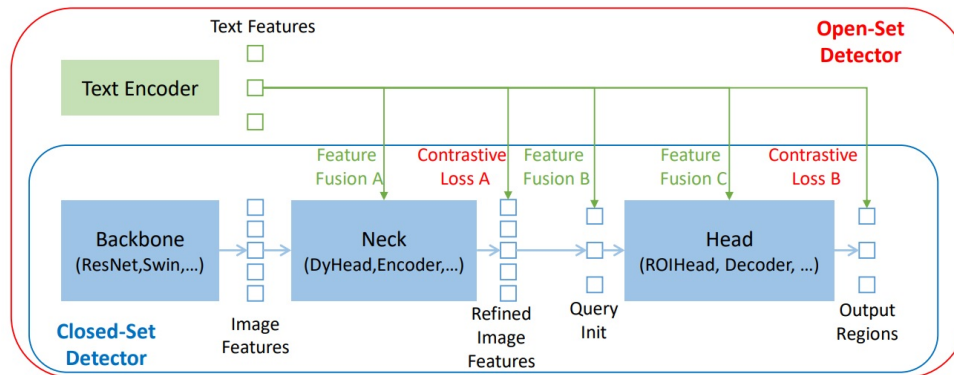 Text Features
Open-Set
Detector
Text Encoder
Feature
Fusion A
Contrastive
Loss A
Feature
Fusion B
Feature
Fusion C
Contrastive
Loss B
Backbone
(ResNet,Swin,...)
Neck
(DyHead,Encoder,...)
Head
(ROIHead, Decoder, ...)
Image
Features
Refined
Image
Features
Query
Init
Output
Regions
Closed-Set
Detector